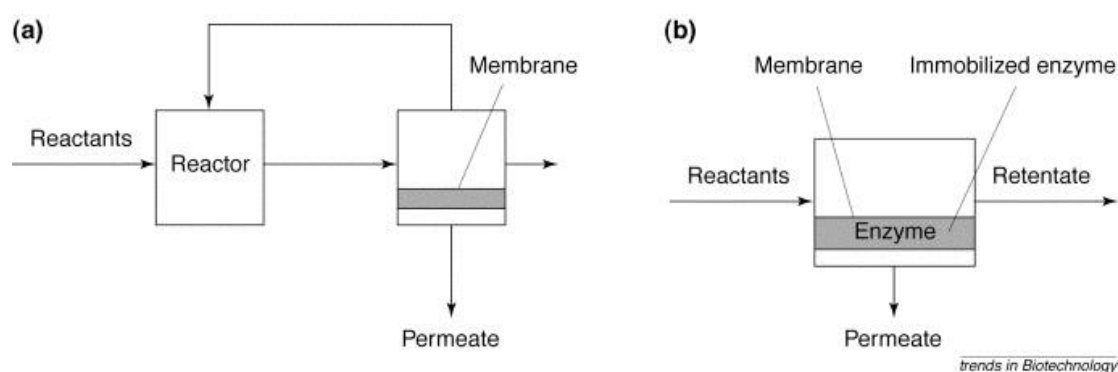 (a)
Membrane
Reactants
Reactor
Permeate
(b)
Membrane
Immobilized enzyme
Reactants
Retentate
Enzyme
Permeate
trends in Biotechnology